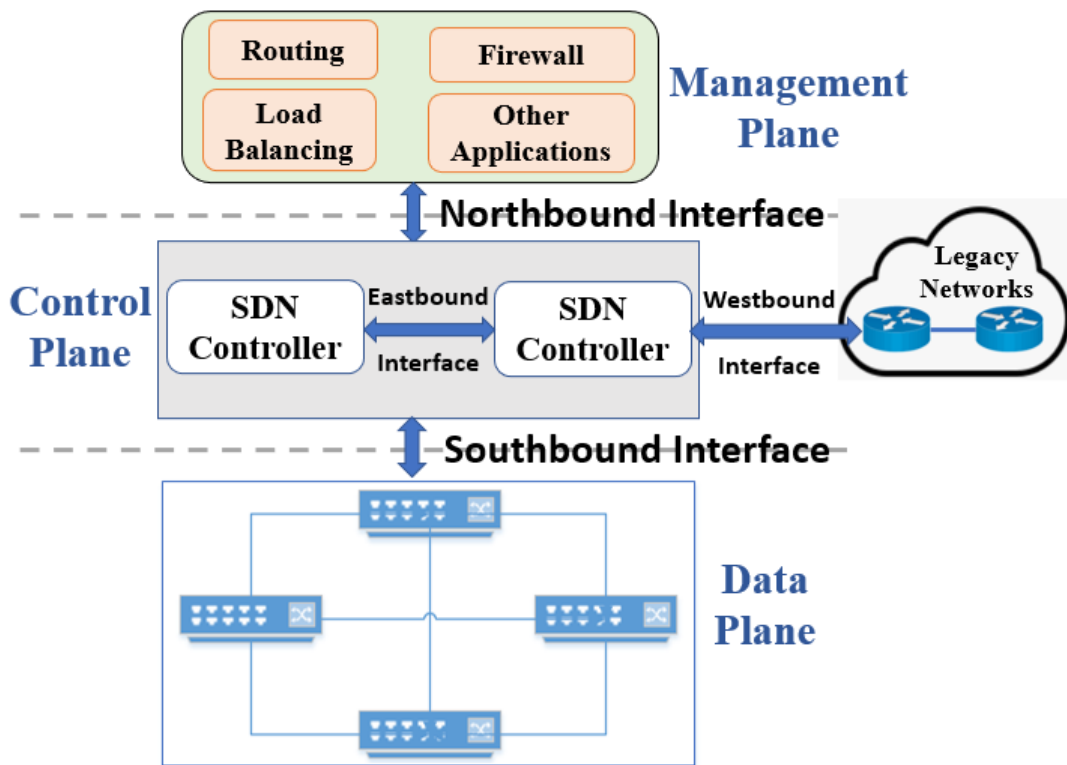 Routing
Firewall
Load
Balancing
Other
Applications
Management
Plane
Northbound Interface
Control
Plane
SDN
Controller
Eastbound
Interface
SDN
Controller
Westbound
Interface
Legacy
Networks
Southbound Interface
Data
Plane